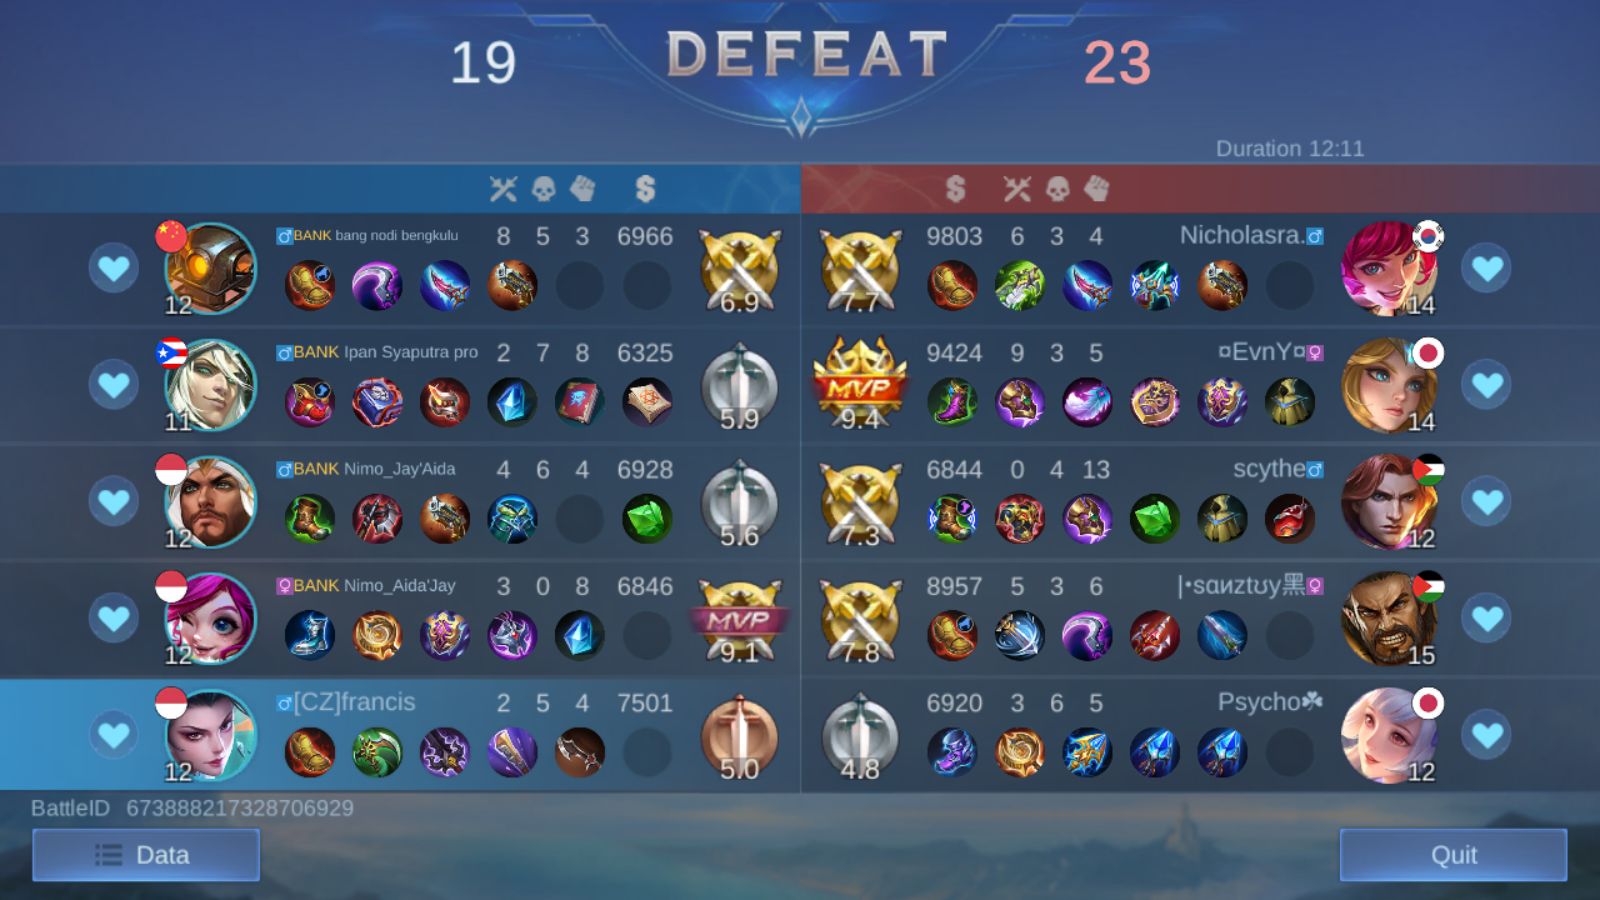 19 DEFEAT 23
Duration 12:11
BANK bang nodi bengkulu 8 5 3 6966
12
6.9
7.7
9803 6 3 4 Nicholasra.
14
BANK Ipan Syaputra pro 2 7 8 6325
11
5.9
MVP
9.4
9424 9 3 5 ¤EvnY¤
14
BANK Nimo_Jay'Aida 4 6 4 6928
12
5.6
7.3
6844 0 4 13 scythe
12
BANK Nimo_Aida'Jay 3 0 8 6846
12
MVP
9.1
7.8
8957 5 3 6 |•sɑиztʊy黑
15
[CZ]francis 2 5 4 7501
12
5.0
4.8
6920 3 6 5 Psycho☘
12
BattleID 673888217328706929
Data
Quit